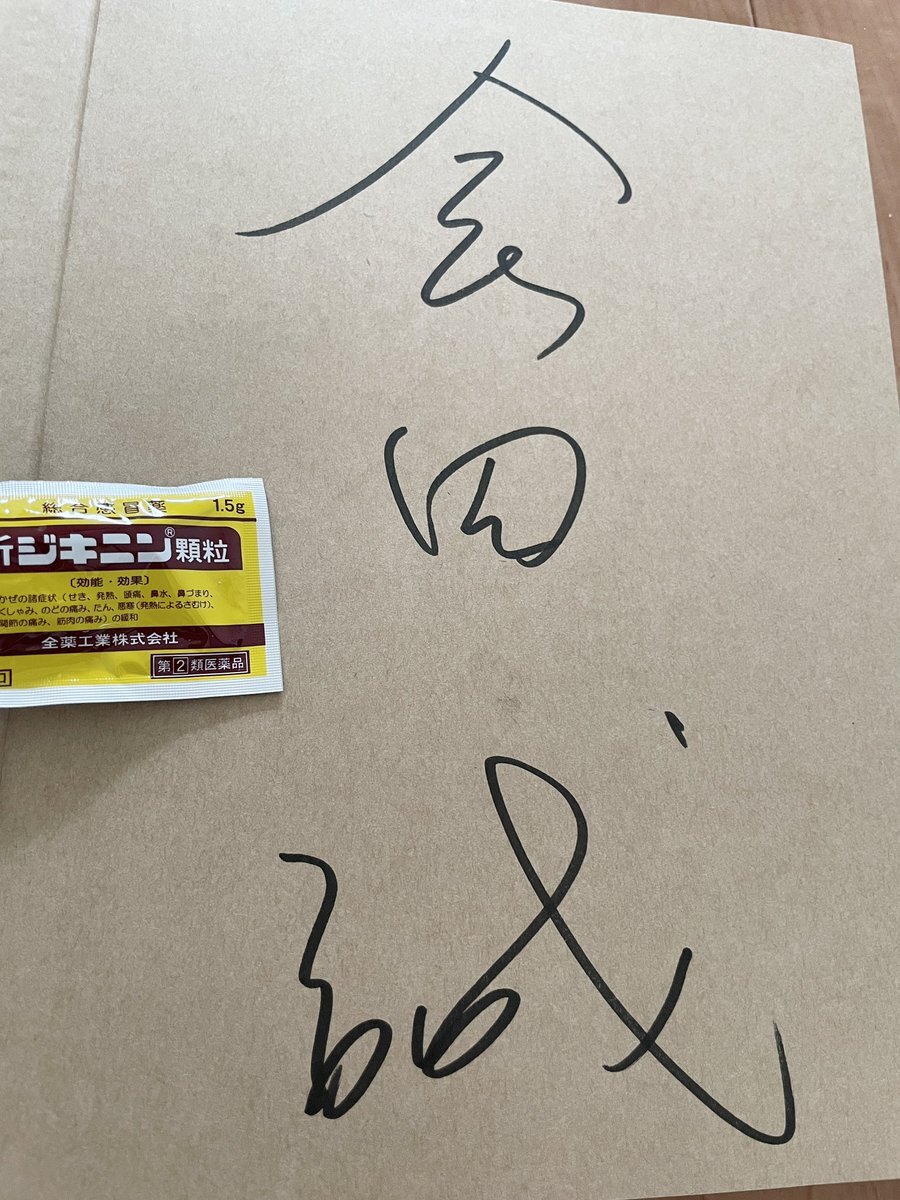 会田
誠
総合感冒薬 1.5g
新ジキニン®顆粒
〔効能・効果〕
かぜの諸症状(せき、発熱、頭痛、鼻水、鼻づまり、
くしゃみ、のどの痛み、たん、悪寒(発熱によるさむけ)、
関節の痛み、筋肉の痛み)の緩和
全薬工業株式会社
第②類医薬品